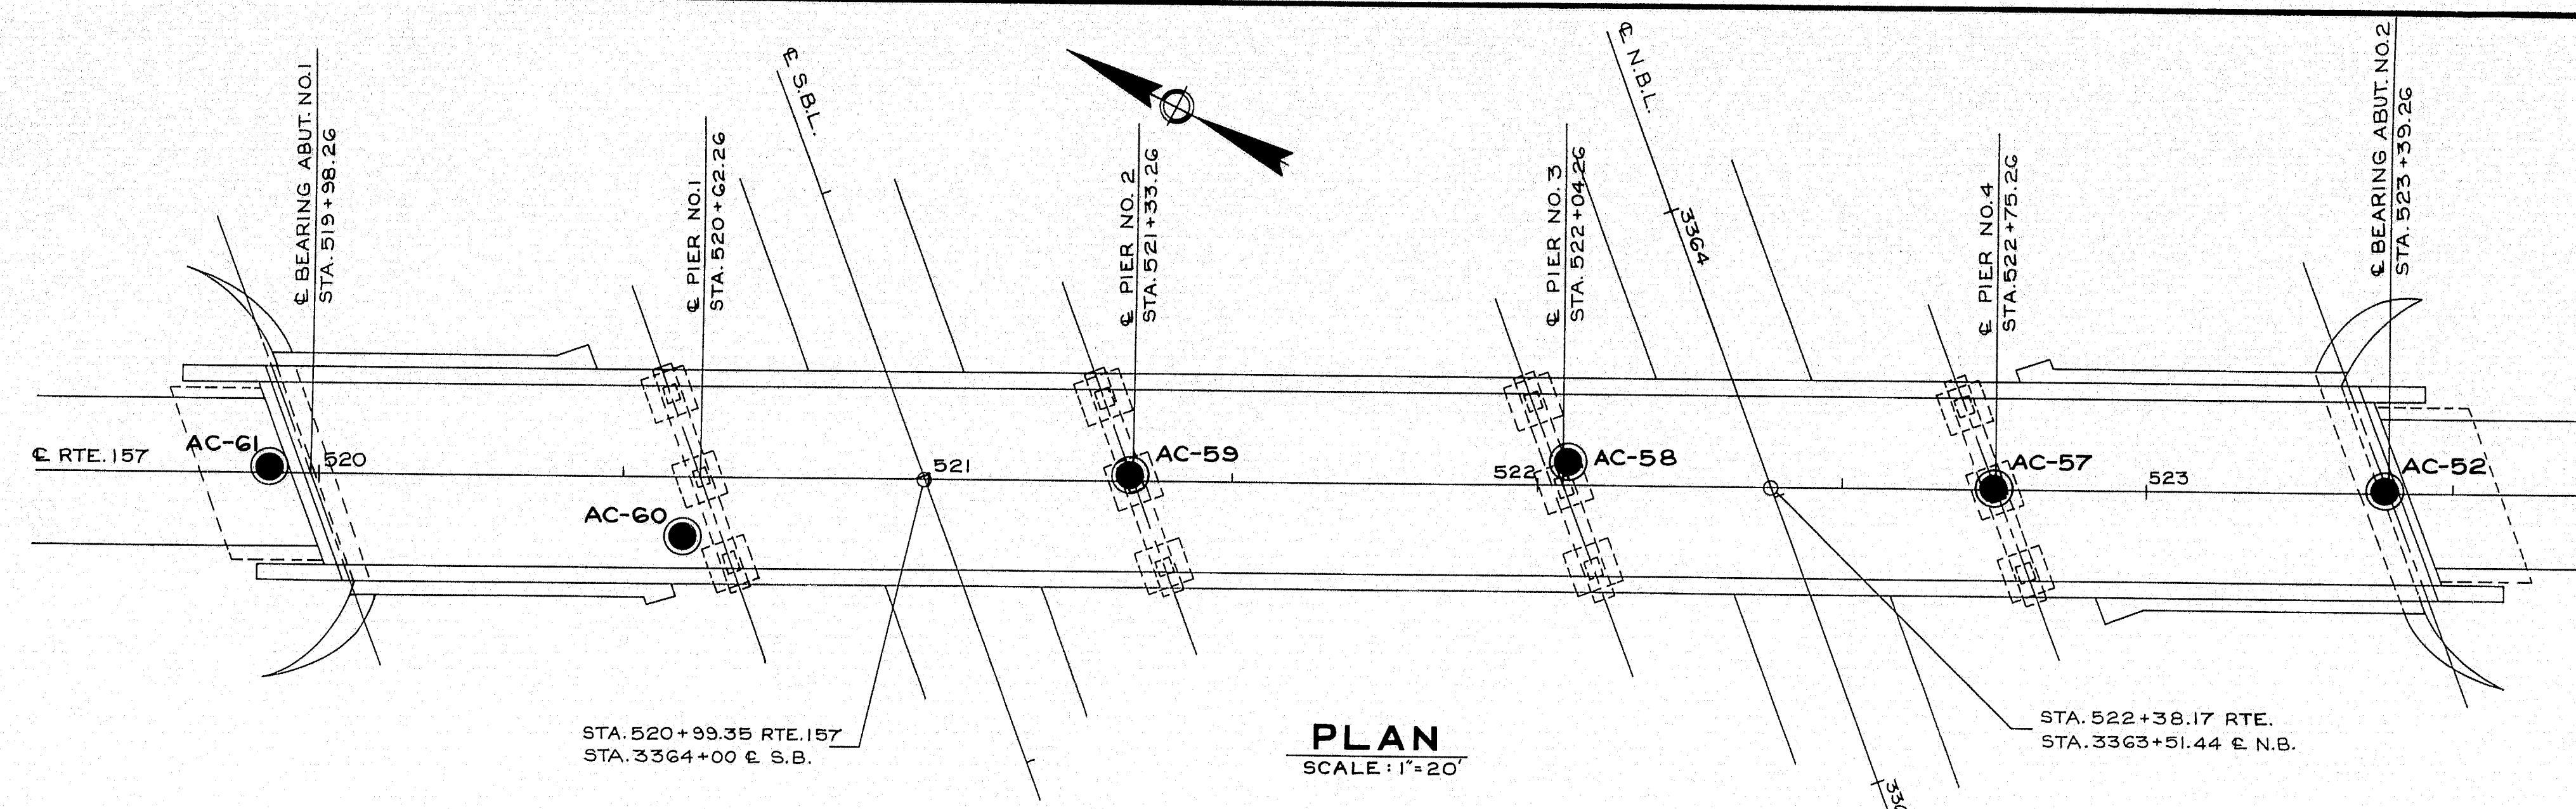 ℄ BEARING ABUT. NO.1
STA. 519+98.26
℄ PIER NO.1
STA. 520+62.26
℄ S.B.L.
℄ PIER NO. 2
STA. 521+33.26
℄ PIER NO. 3
STA. 522+04.26
℄ N.B.L.
3364
℄ PIER NO.4
STA. 522+75.26
℄ BEARING ABUT. NO.2
STA. 523+39.26
℄ RTE. 157
AC-61
520
AC-60
521
AC-59
522
AC-58
AC-57
523
AC-52
STA. 520+99.35 RTE. 157
STA. 3364+00 ℄ S.B.
PLAN
SCALE: 1"=20'
STA. 522+38.17 RTE.
STA. 3363+51.44 ℄ N.B.